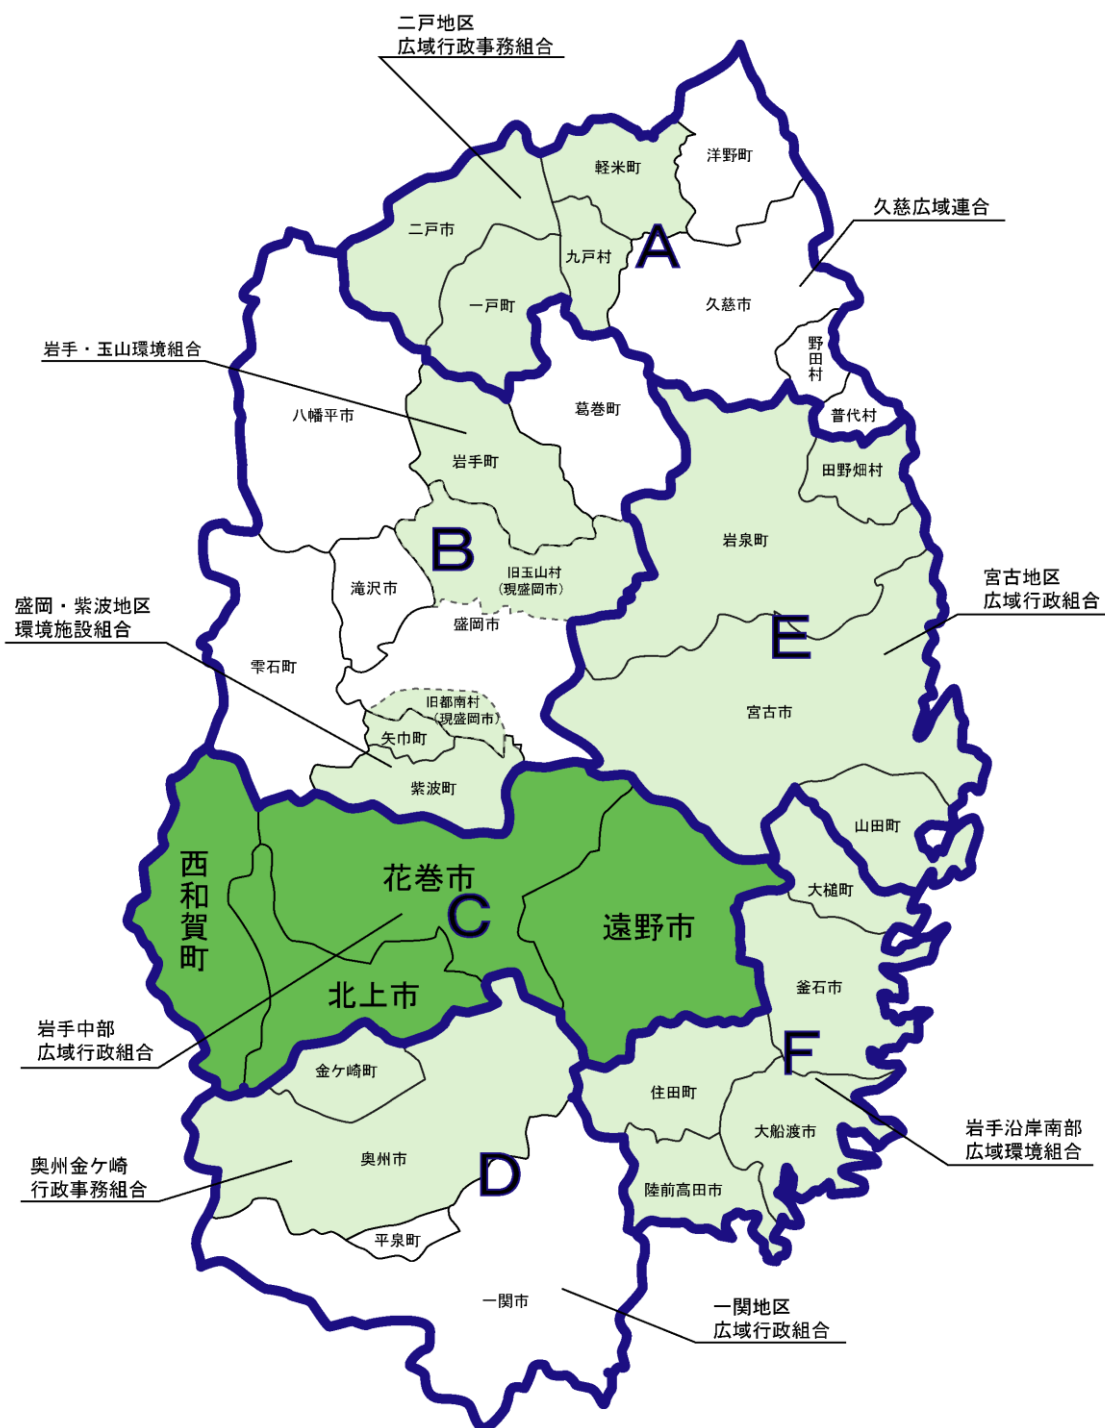 二戸地区
広域行政事務組合
洋野町
軽米町
久慈広域連合
二戸市
九戸村
A
一戸町
久慈市
岩手・玉山環境組合
野田村
八幡平市
葛巻町
普代村
岩手町
田野畑村
岩泉町
B
旧玉山村
(現盛岡市)
滝沢市
宮古地区
広域行政組合
盛岡・紫波地区
環境施設組合
盛岡市
E
雫石町
旧都南村
(現盛岡市)
宮古市
矢巾町
紫波町
山田町
西和賀町
花巻市
大槌町
C
遠野市
釜石市
北上市
岩手中部
広域行政組合
F
金ケ崎町
住田町
大船渡市
岩手沿岸南部
広域環境組合
奥州金ケ崎
行政事務組合
奥州市
D
陸前高田市
平泉町
一関市
一関地区
広域行政組合